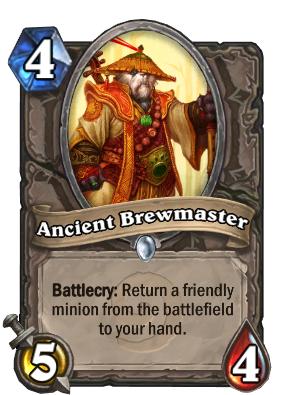 4
Ancient Brewmaster
Battlecry: Return a friendly
minion from the battlefield
to your hand.
5
4